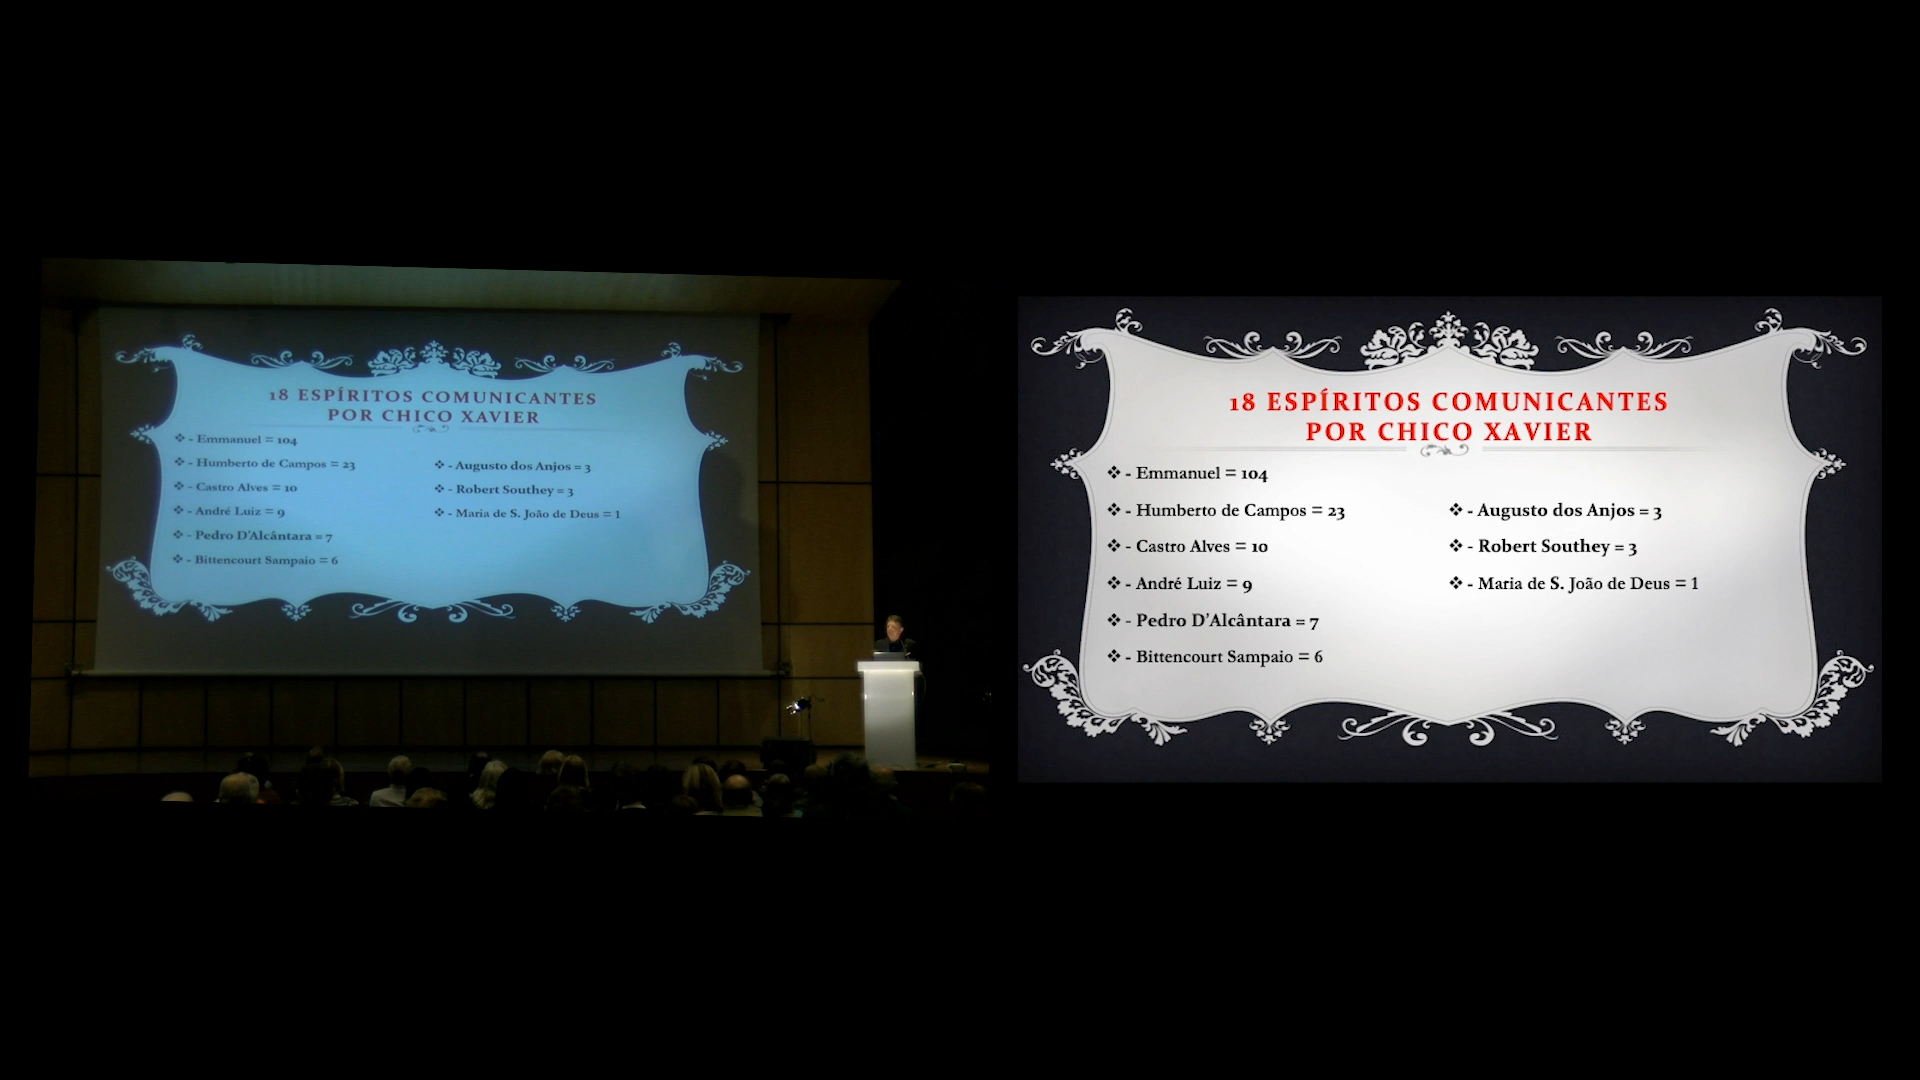 18 ESPÍRITOS COMUNICANTES
POR CHICO XAVIER
❖ - Emmanuel = 104
❖ - Humberto de Campos = 23
❖ - Castro Alves = 10
❖ - André Luiz = 9
❖ - Pedro D'Alcântara = 7
❖ - Bittencourt Sampaio = 6
❖ - Augusto dos Anjos = 3
❖ - Robert Southey = 3
❖ - Maria de S. João de Deus = 1
18 ESPÍRITOS COMUNICANTES
POR CHICO XAVIER
❖ - Emmanuel = 104
❖ - Humberto de Campos = 23
❖ - Castro Alves = 10
❖ - André Luiz = 9
❖ - Pedro D'Alcântara = 7
❖ - Bittencourt Sampaio = 6
❖ - Augusto dos Anjos = 3
❖ - Robert Southey = 3
❖ - Maria de S. João de Deus = 1